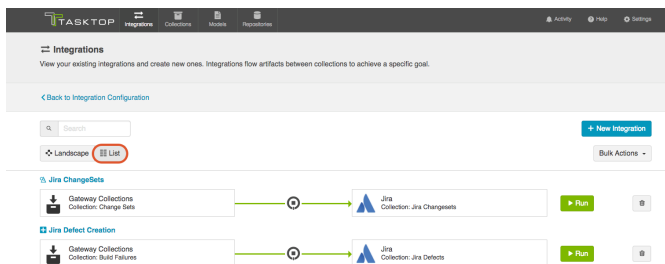 TASKTOP
Integrations
Collections
Models
Repositories
Activity
Help
Settings
Integrations
View your existing integrations and create new ones. Integrations flow artifacts between collections to achieve a specific goal.
Back to Integration Configuration
Search
+ New Integration
Landscape
List
Bulk Actions
Jira ChangeSets
Gateway Collections
Collection: Change Sets
Jira
Collection: Jira Changesets
Run
Jira Defect Creation
Gateway Collections
Collection: Build Failures
Jira
Collection: Jira Defects
Run